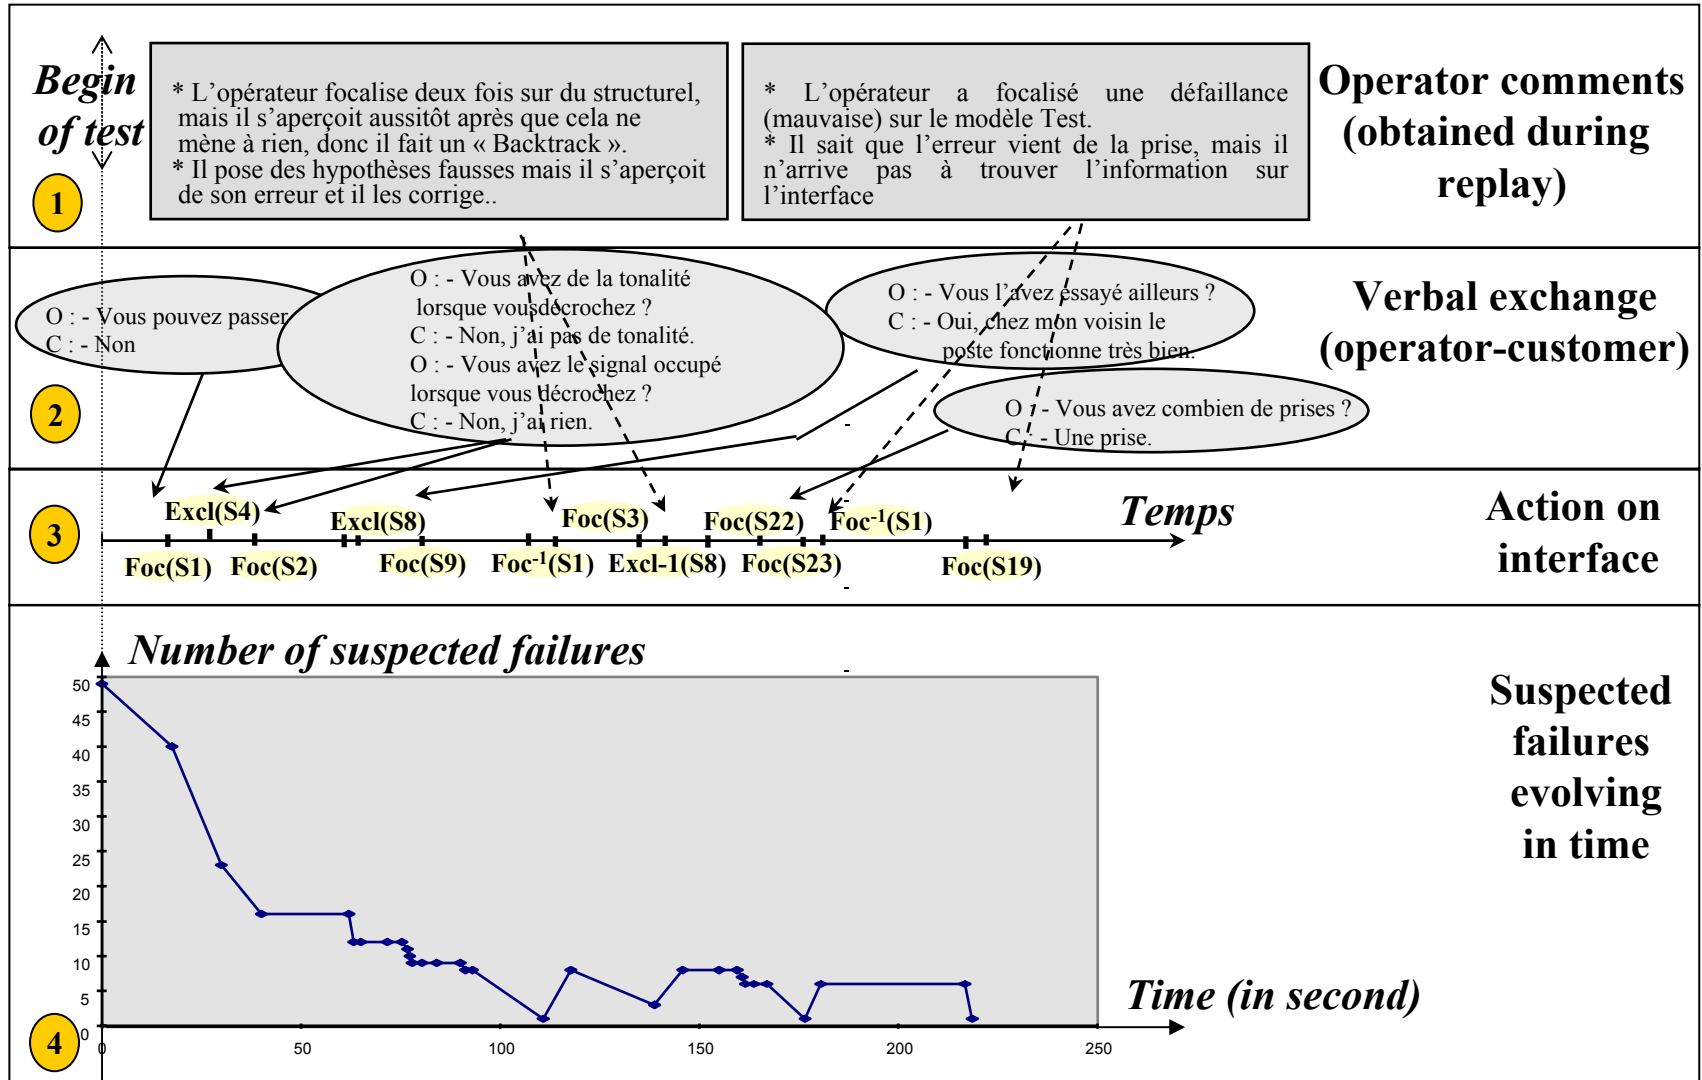 Begin
of test
1
* L'opérateur focalise deux fois sur du structurel,
mais il s'aperçoit aussitôt après que cela ne
mène à rien, donc il fait un « Backtrack ».
* Il pose des hypothèses fausses mais il s'aperçoit
de son erreur et il les corrige..
* L'opérateur a focalisé une défaillance
(mauvaise) sur le modèle Test.
* Il sait que l'erreur vient de la prise, mais il
n'arrive pas à trouver l'information sur
l'interface
Operator comments
(obtained during
replay)
O : - Vous pouvez passer
C : - Non
O : - Vous avez de la tonalité
lorsque vousdécrochez ?
C : - Non, j'ai pas de tonalité.
O : - Vous avez le signal occupé
lorsque vous décrochez ?
C : - Non, j'ai rien.
O : - Vous l'avez essayé ailleurs ?
C : - Oui, chez mon voisin le
poste fonctionne très bien.
O : - Vous avez combien de prises ?
C : - Une prise.
Verbal exchange
(operator-customer)
2
3
Excl(S4)
Excl(S8)
Foc(S3)
Foc(S22)
Foc-1(S1)
Temps
Foc(S1)
Foc(S2)
Foc(S9)
Foc-1(S1)
Excl-1(S8)
Foc(S23)
Foc(S19)
Action on
interface
Number of suspected failures
50
45
40
35
30
25
20
15
10
5
0
0
50
100
150
200
250
Time (in second)
4
Suspected
failures
evolving
in time